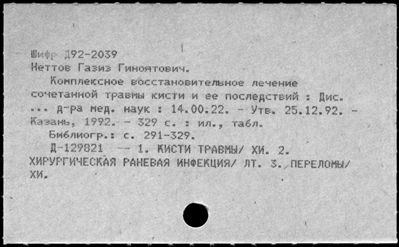 Шифр Д92-2039
Неттов Газиз Гиноятович.
Комплексное восстановительное лечение
сочетанной травмы кисти и ее последствий : Дис.
... д-ра мед. наук : 14.00.22. - Утв. 25.12.92. -
Казань, 1992. - 329 с. : ил., табл.
Библиогр.: с. 291-329.
Д-129821 -- 1. КИСТИ ТРАВМЫ/ ХИ. 2.
ХИРУРГИЧЕСКАЯ РАНЕВАЯ ИНФЕКЦИЯ/ ЛТ. 3. ПЕРЕЛОМЫ/
ХИ.